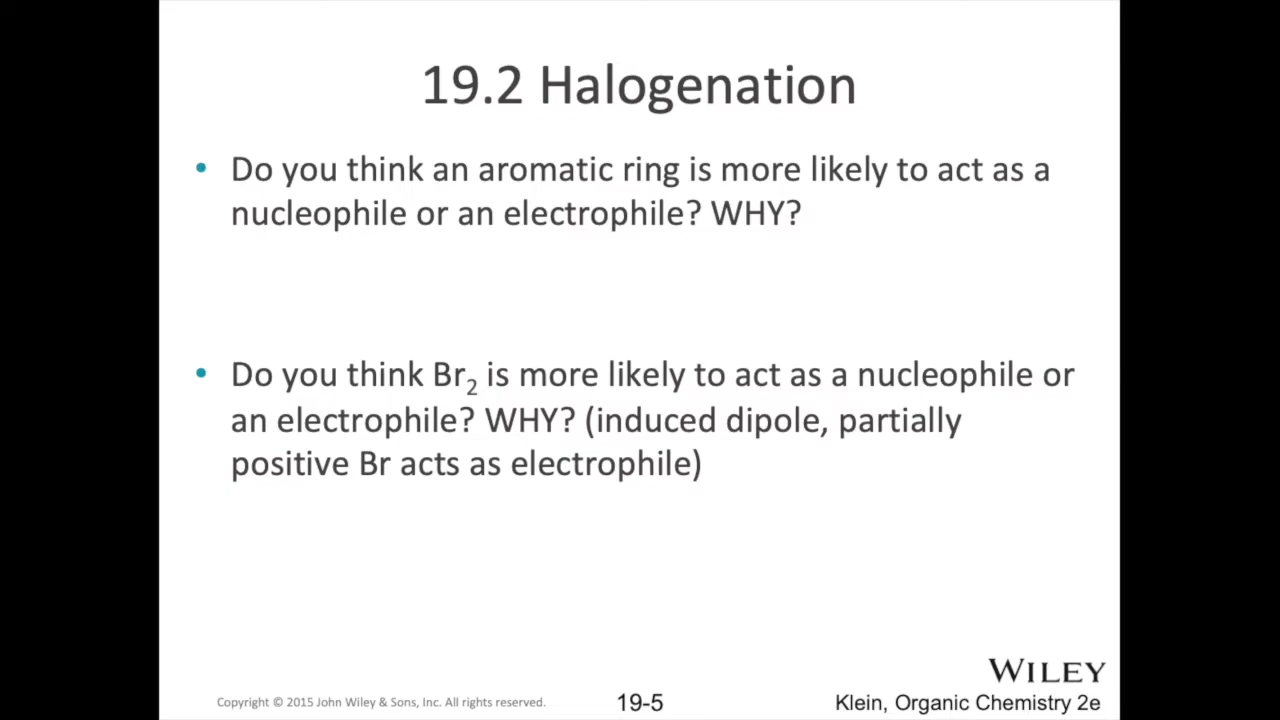 19.2 Halogenation
• Do you think an aromatic ring is more likely to act as a
nucleophile or an electrophile? WHY?
• Do you think Br₂ is more likely to act as a nucleophile or
an electrophile? WHY? (induced dipole, partially
positive Br acts as electrophile)
WILEY
Copyright © 2015 John Wiley & Sons, Inc. All rights reserved.
19-5
Klein, Organic Chemistry 2e